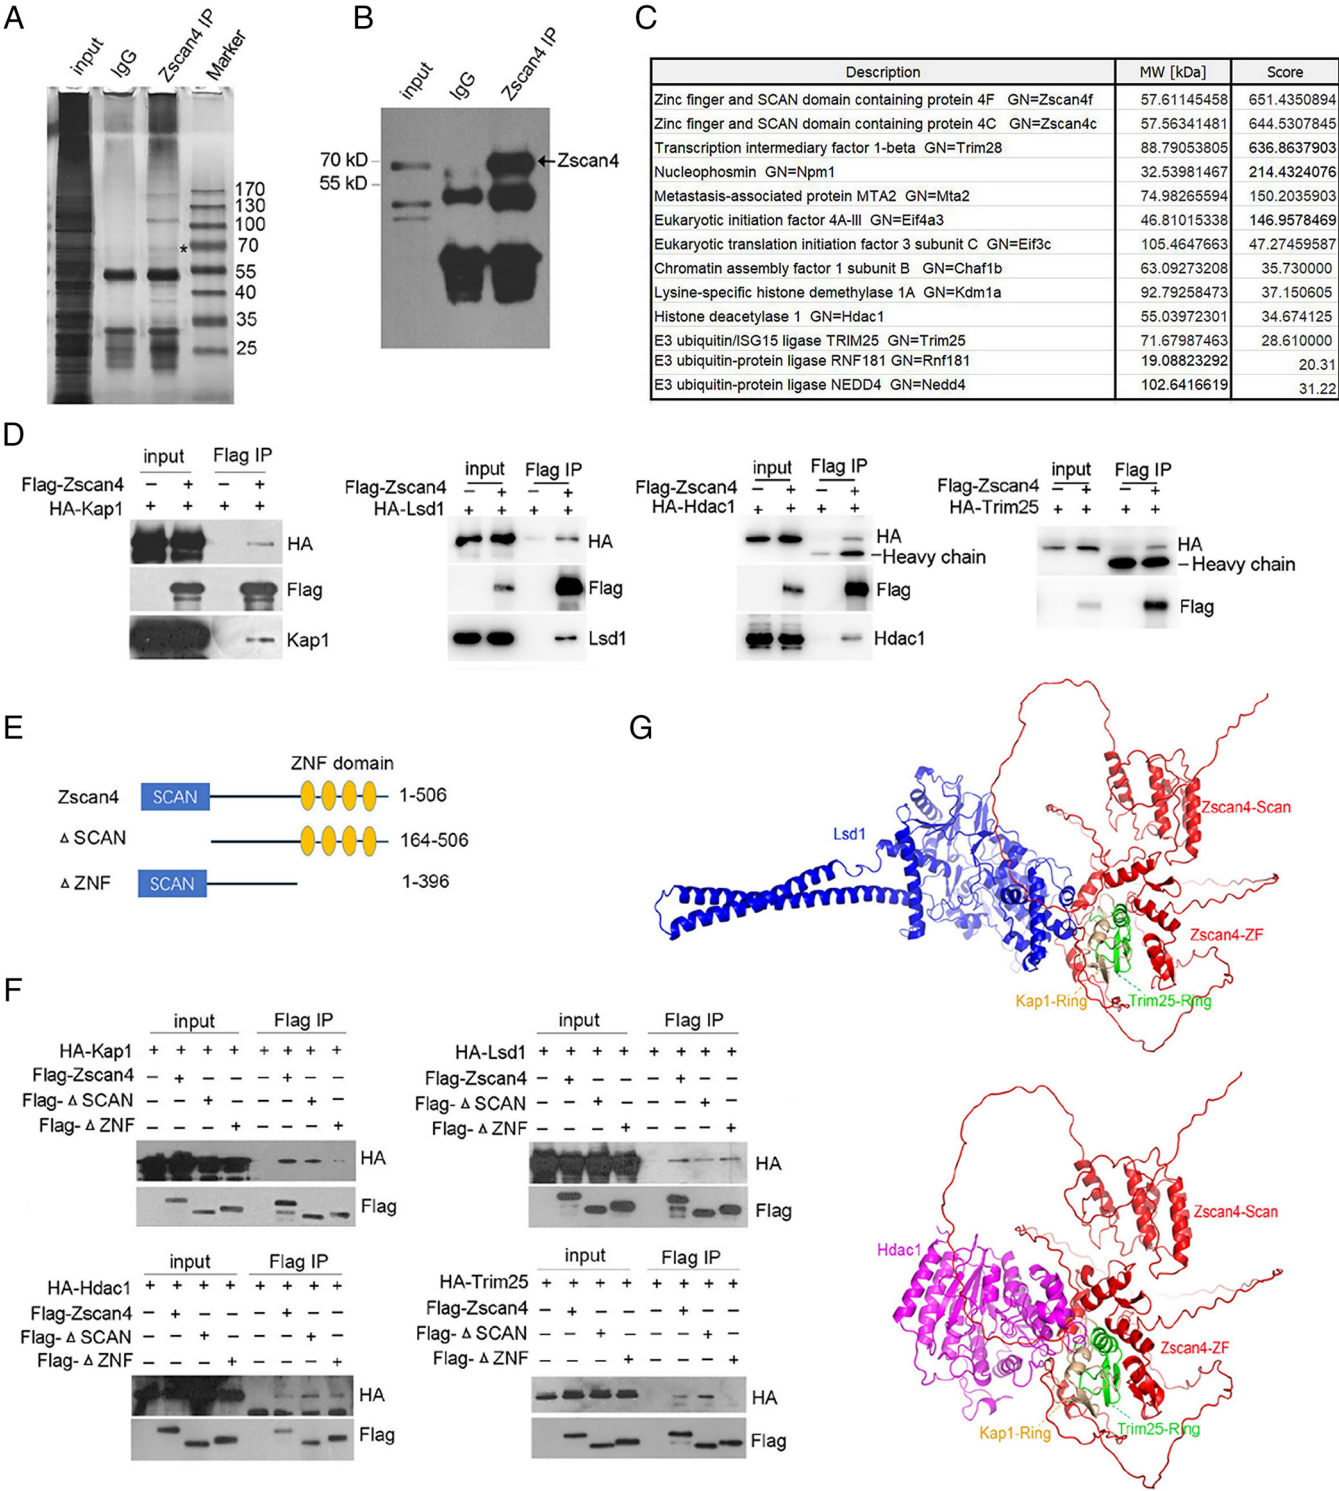 A
input
IgG
Zscan4 IP
Marker
170
130
100
70
*
55
40
35
25
B
input
IgG
Zscan4 IP
70 kD
55 kD
Zscan4
C
Description MW [kDa] Score
Zinc finger and SCAN domain containing protein 4F GN=Zscan4f 57.61145458 651.4350894
Zinc finger and SCAN domain containing protein 4C GN=Zscan4c 57.56341481 644.5307845
Transcription intermediary factor 1-beta GN=Trim28 88.79053805 636.8637903
Nucleophosmin GN=Npm1 32.53981467 214.4324076
Metastasis-associated protein MTA2 GN=Mta2 74.98265594 150.2035903
Eukaryotic initiation factor 4A-III GN=Eif4a3 46.81015338 146.9578469
Eukaryotic translation initiation factor 3 subunit C GN=Eif3c 105.4647663 47.27459587
Chromatin assembly factor 1 subunit B GN=Chaf1b 63.09273208 35.730000
Lysine-specific histone demethylase 1A GN=Kdm1a 92.79258473 37.150605
Histone deacetylase 1 GN=Hdac1 55.03972301 34.674125
E3 ubiquitin/ISG15 ligase TRIM25 GN=Trim25 71.67987463 28.610000
E3 ubiquitin-protein ligase RNF181 GN=Rnf181 19.08823292 20.31
E3 ubiquitin-protein ligase NEDD4 GN=Nedd4 102.6416619 31.22
D
input Flag IP
Flag-Zscan4 − + − +
HA-Kap1 + + + +
HA
Flag
Kap1
input Flag IP
Flag-Zscan4 − + − +
HA-Lsd1 + + + +
HA
Flag
Lsd1
input Flag IP
Flag-Zscan4 − + − +
HA-Hdac1 + + + +
HA
Heavy chain
Flag
Hdac1
input Flag IP
Flag-Zscan4 − + − +
HA-Trim25 + + + +
HA
Heavy chain
Flag
E
ZNF domain
Zscan4 SCAN 1-506
Δ SCAN 164-506
Δ ZNF SCAN 1-396
F
input Flag IP
HA-Kap1 + + + + + + + +
Flag-Zscan4 − + − − − + − −
Flag-Δ SCAN − − + − − − + −
Flag-Δ ZNF − − − + − − − +
HA
Flag
input Flag IP
HA-Lsd1 + + + + + + + +
Flag-Zscan4 − + − − − + − −
Flag-Δ SCAN − − + − − − + −
Flag-Δ ZNF − − − + − − − +
HA
Flag
input Flag IP
HA-Hdac1 + + + + + + + +
Flag-Zscan4 − + − − − + − −
Flag-Δ SCAN − − + − − − + −
Flag-Δ ZNF − − − + − − − +
HA
Flag
input Flag IP
HA-Trim25 + + + + + + + +
Flag-Zscan4 − + − − − + − −
Flag-Δ SCAN − − + − − − + −
Flag-Δ ZNF − − − + − − − +
HA
Flag
G
Zscan4-Scan
Lsd1
Zscan4-ZF
Kap1-Ring
Trim25-Ring
Zscan4-Scan
Hdac1
Zscan4-ZF
Kap1-Ring
Trim25-Ring